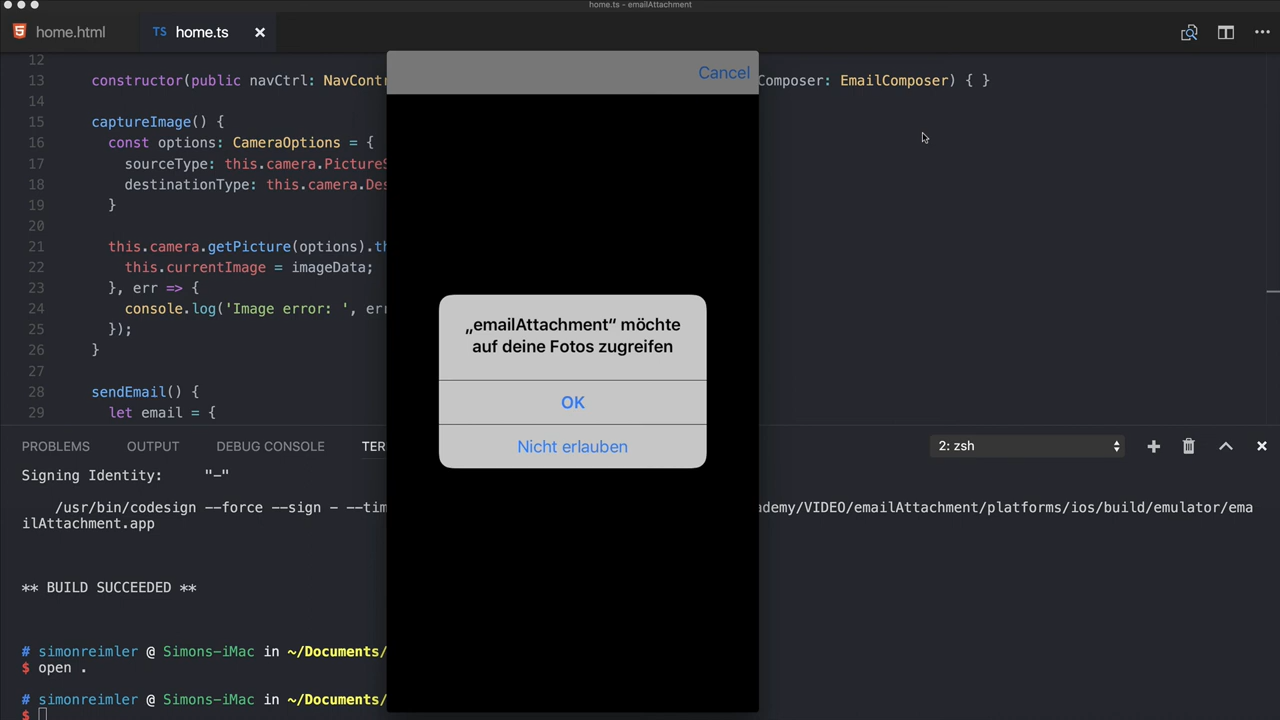 home.ts - emailAttachment
home.html
TS home.ts
12
13 constructor(public navCtrl: NavContr
Composer: EmailComposer) { }
14
15 captureImage() {
16 const options: CameraOptions = {
17 sourceType: this.camera.PictureS
18 destinationType: this.camera.Des
19 }
20
21 this.camera.getPicture(options).th
22 this.currentImage = imageData;
23 }, err => {
24 console.log('Image error: ', err
25 });
26 }
27
28 sendEmail() {
29 let email = {
Cancel
„emailAttachment“ möchte
auf deine Fotos zugreifen
OK
Nicht erlauben
PROBLEMS OUTPUT DEBUG CONSOLE TER
2: zsh
Signing Identity: "-"
/usr/bin/codesign --force --sign - --tim
ademy/VIDEO/emailAttachment/platforms/ios/build/emulator/ema
ilAttachment.app
** BUILD SUCCEEDED **
# simonreimler @ Simons-iMac in ~/Documents/
$ open .
# simonreimler @ Simons-iMac in ~/Documents/
$